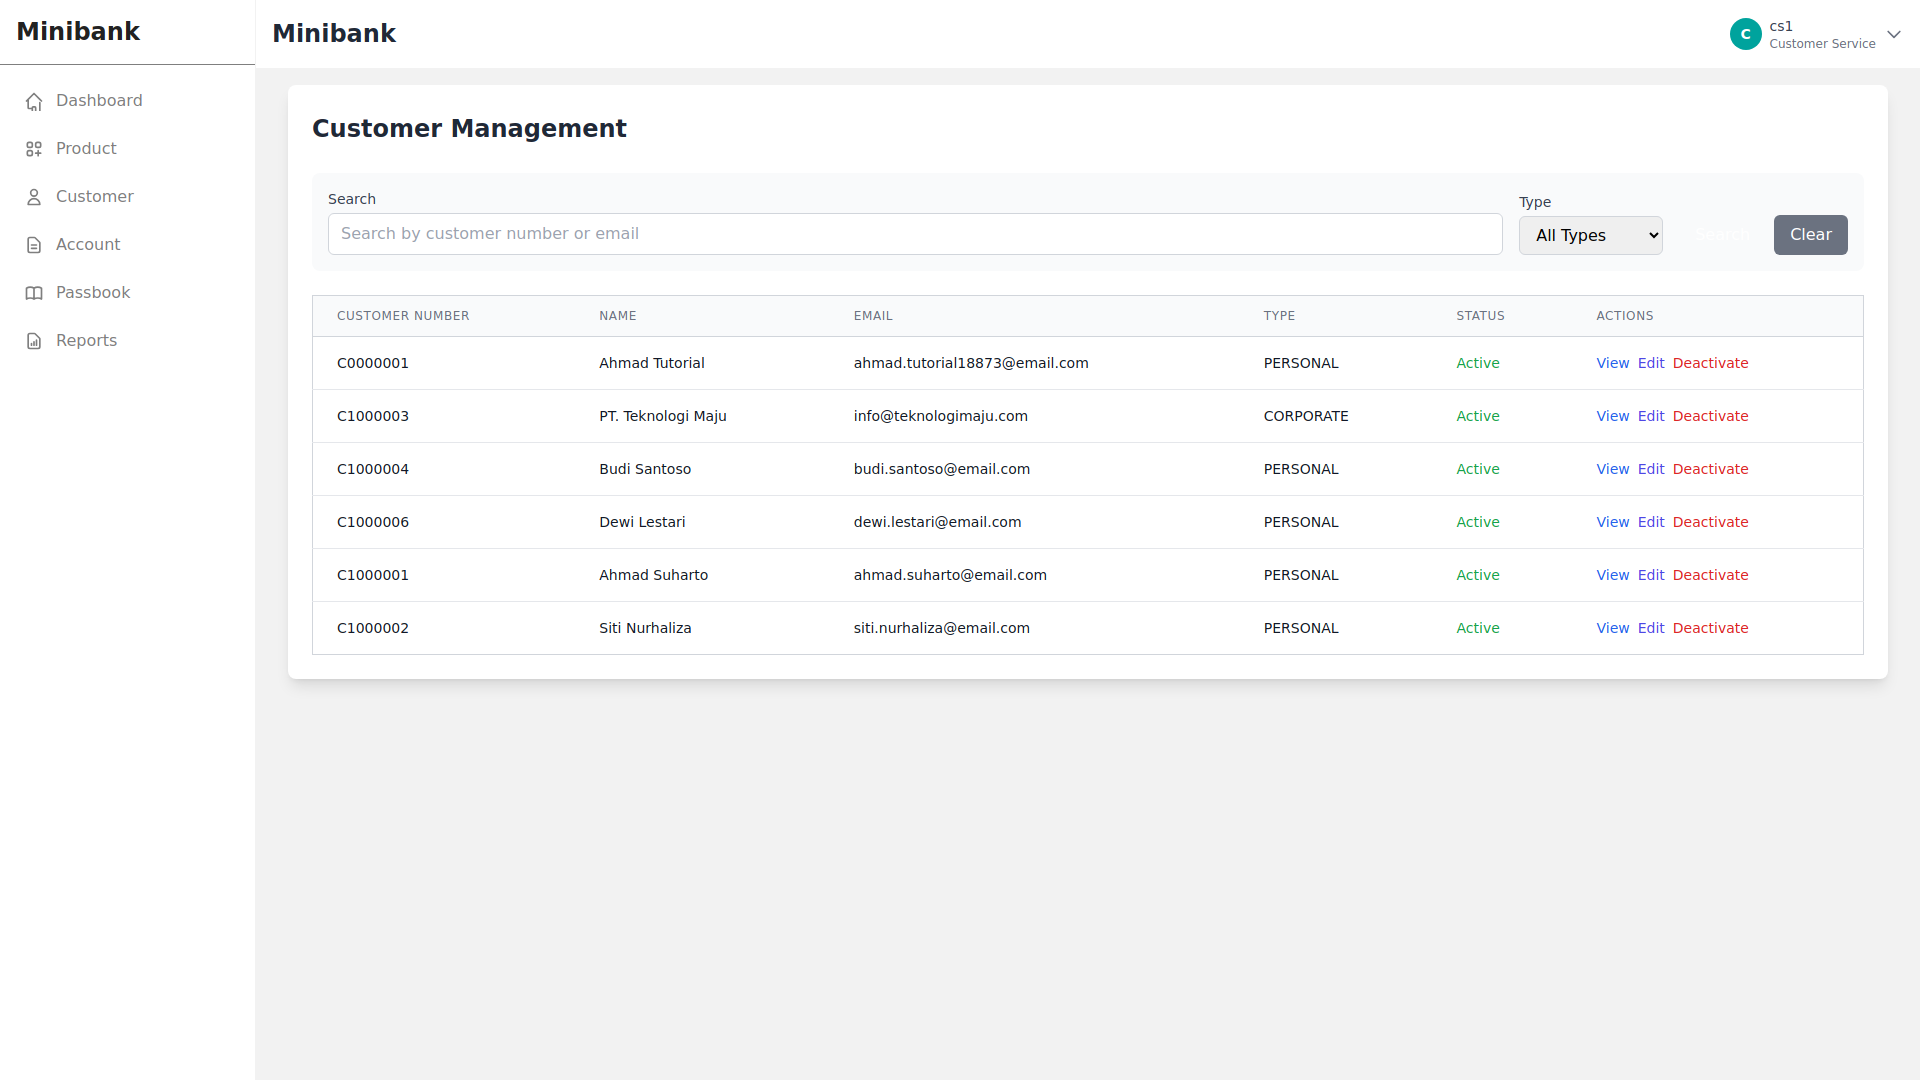 Minibank
Minibank
C
cs1
Customer Service
Dashboard
Product
Customer
Account
Passbook
Reports
Customer Management
Search
Type
Search by customer number or email
All Types
Search
Clear
CUSTOMER NUMBER NAME EMAIL TYPE STATUS ACTIONS
C0000001 Ahmad Tutorial ahmad.tutorial18873@email.com PERSONAL Active View Edit Deactivate
C1000003 PT. Teknologi Maju info@teknologimaju.com CORPORATE Active View Edit Deactivate
C1000004 Budi Santoso budi.santoso@email.com PERSONAL Active View Edit Deactivate
C1000006 Dewi Lestari dewi.lestari@email.com PERSONAL Active View Edit Deactivate
C1000001 Ahmad Suharto ahmad.suharto@email.com PERSONAL Active View Edit Deactivate
C1000002 Siti Nurhaliza siti.nurhaliza@email.com PERSONAL Active View Edit Deactivate